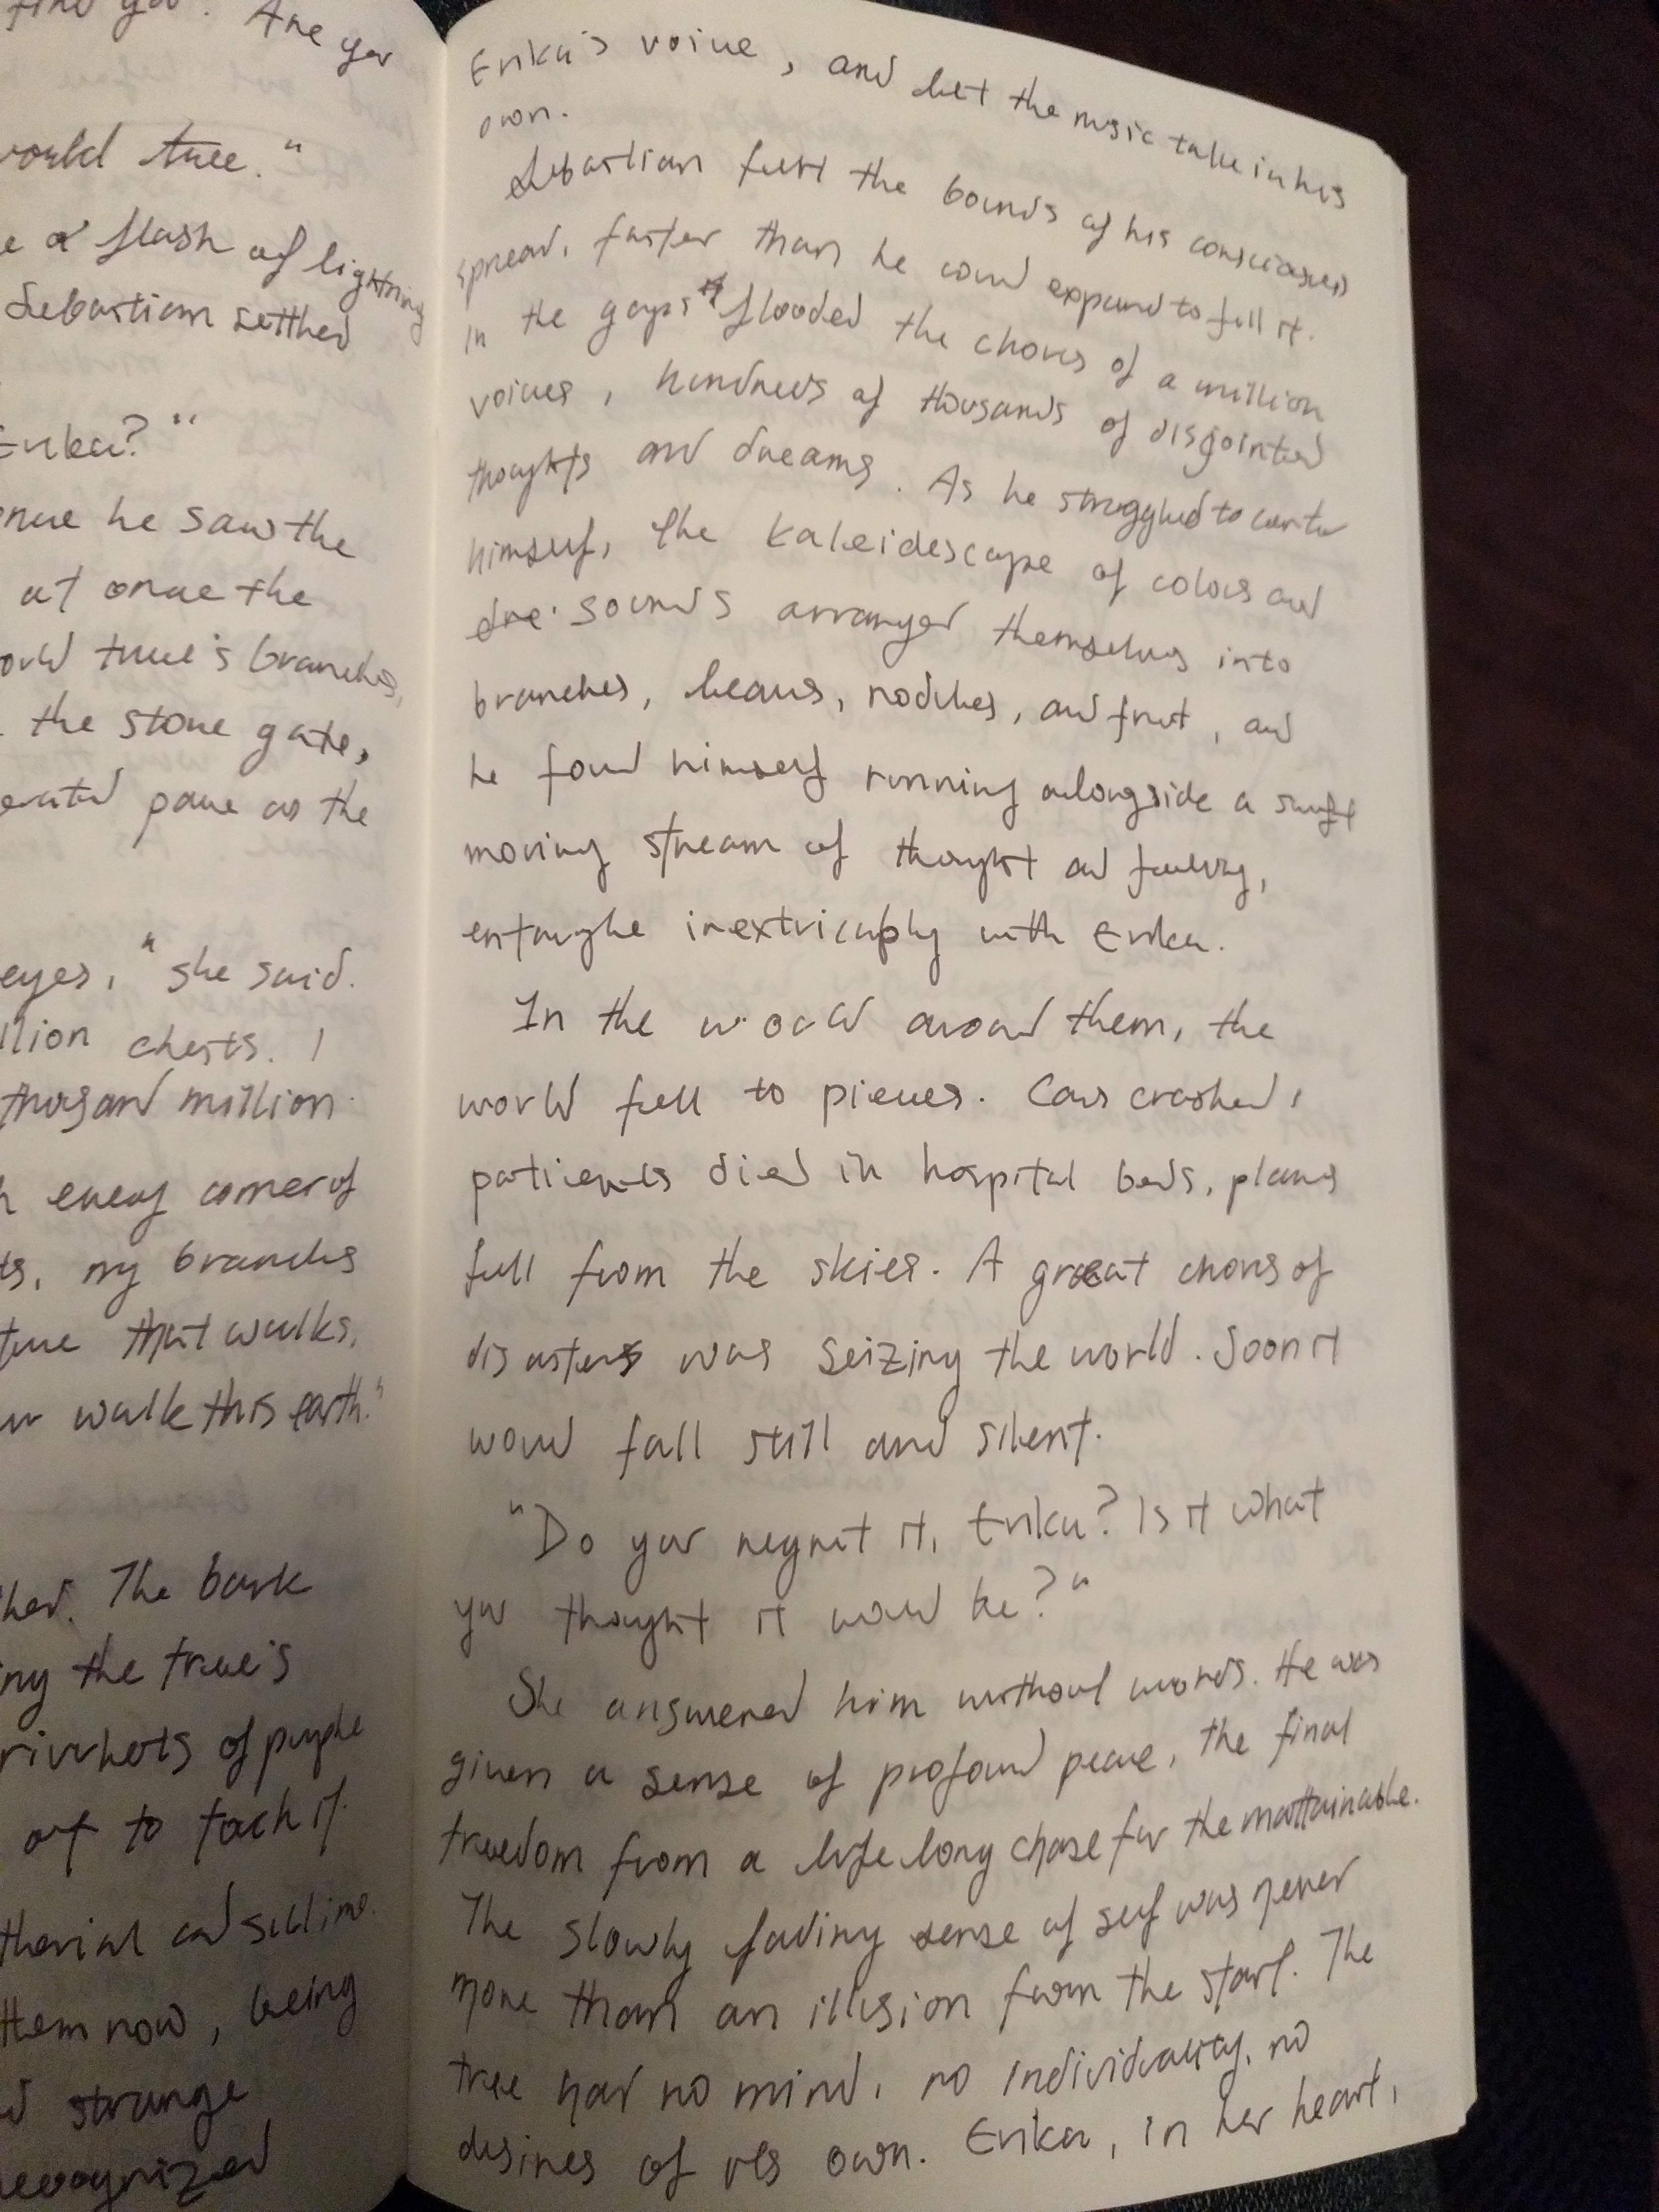 find you. Are you
world tree."
e a flash of lightning
Sebastian settled
Erika?"
once he saw the
at once the
world tree's branches,
the stone gate,
pace as the
eyes," she said.
llion chests. I
thousand million
h every corner of
ts, my branches
ture that walks.
walk this earth."
her. The bark
ing the tree's
rivulets of purple
out to touch it.
therial and sublime.
them now, being
d strange
recognized
Erika's voice, and let the music take in his
own.
Sebastian felt the bounds of his consciousness
spread, faster than he could expand to fill it.
In the gaps flooded the chorus of a million
voices, hundreds of thousands of disjointed
thoughts and dreams. As he struggled to center
himself, the kaleidescape of colors and
dre sounds arranged themselves into
branches, leaves, nodules, and fruit, and
he found himself running alongside a swift
moving stream of thought and feeling,
entangle inextricably with Erika.
In the world around them, the
world fell to pieces. Cars crashed,
patients died in hospital beds, planes
fell from the skies. A great chorus of
disasters was seizing the world. Soon it
would fall still and silent.
"Do you regret it, Erika? Is it what
you thought it would be?"
She answered him without words. He was
given a sense of profound peace, the final
freedom from a lifelong chase for the unattainable.
The slowly fading sense of self was never
more than an illusion from the start. The
tree had no mind, no individuality, no
desires of its own. Erika, in her heart,